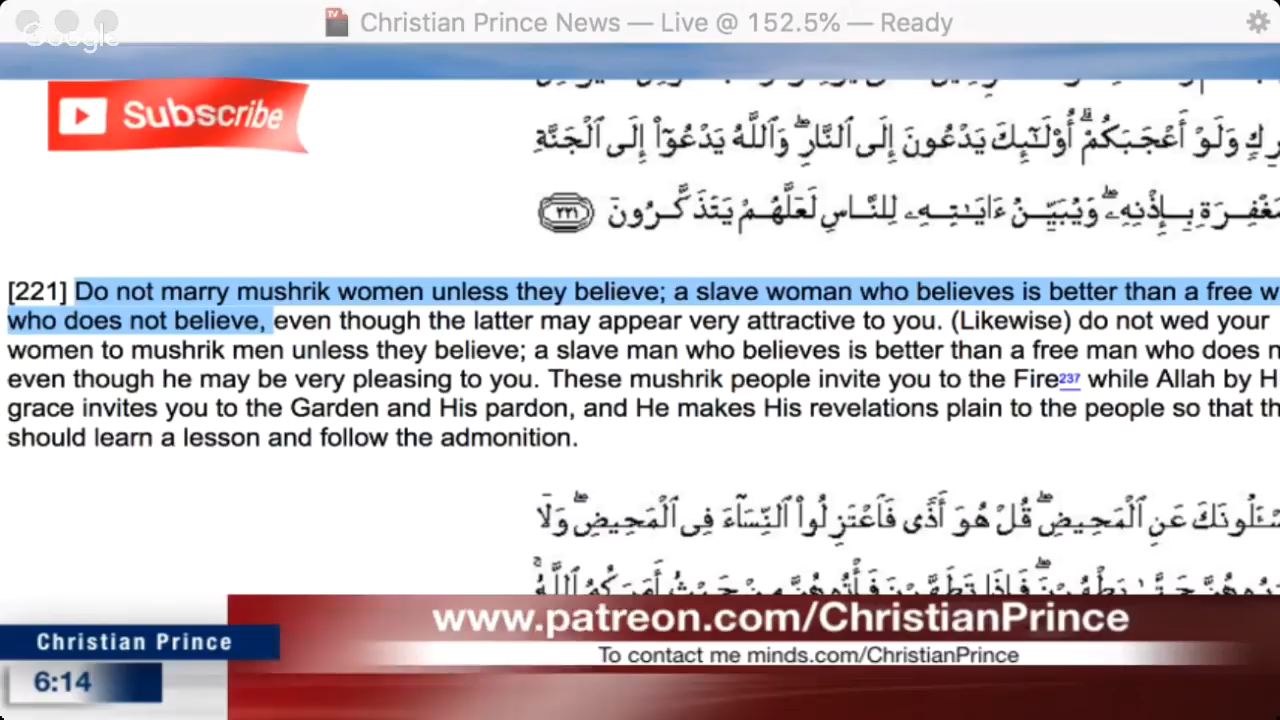 Christian Prince News — Live @ 152.5% — Ready
Google
Subscribe
وَلَوْ أَعْجَبَكُمْ ۗ أُوْلَـٰٓئِكَ يَدْعُونَ إِلَى ٱلنَّارِ ۖ وَٱللَّهُ يَدْعُوٓا۟ إِلَى ٱلْجَنَّةِ
بِإِذْنِهِۦ ۖ وَيُبَيِّنُ ءَايَـٰتِهِۦ لِلنَّاسِ لَعَلَّهُمْ يَتَذَكَّرُونَ ٢٢١
[221] Do not marry mushrik women unless they believe; a slave woman who believes is better than a free w
who does not believe, even though the latter may appear very attractive to you. (Likewise) do not wed your
women to mushrik men unless they believe; a slave man who believes is better than a free man who does n
even though he may be very pleasing to you. These mushrik people invite you to the Fire237 while Allah by H
grace invites you to the Garden and His pardon, and He makes His revelations plain to the people so that th
should learn a lesson and follow the admonition.
عَنِ ٱلْمَحِيضِ ۖ قُلْ هُوَ أَذًى فَٱعْتَزِلُوا۟ ٱلنِّسَآءَ فِى ٱلْمَحِيضِ ۖ وَلَا
www.patreon.com/ChristianPrince
Christian Prince
To contact me minds.com/ChristianPrince
6:14